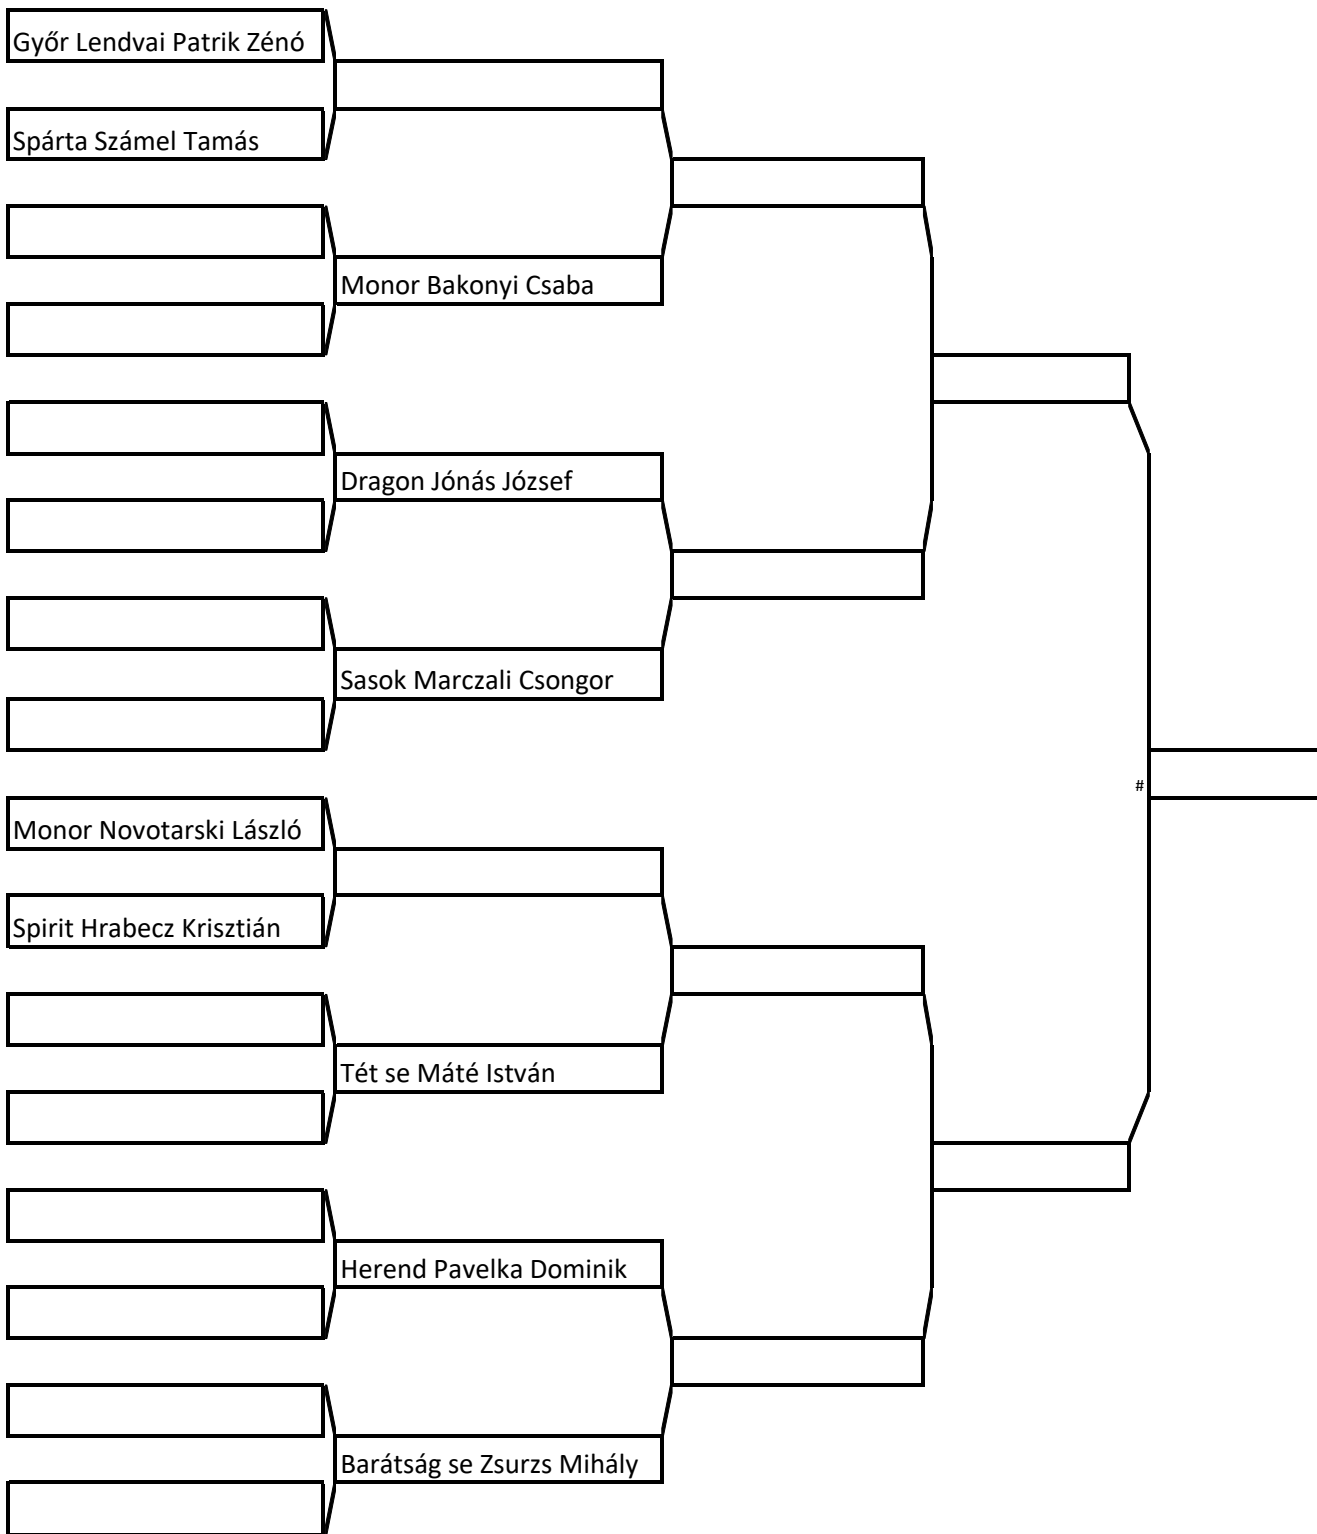 Győr Lendvai Patrik Zénó
Spárta Számel Tamás
Monor Bakonyi Csaba
Dragon Jónás József
Sasok Marczali Csongor
#
Monor Novotarski László
Spirit Hrabecz Krisztián
Tét se Máté István
Herend Pavelka Dominik
Barátság se Zsurzs Mihály